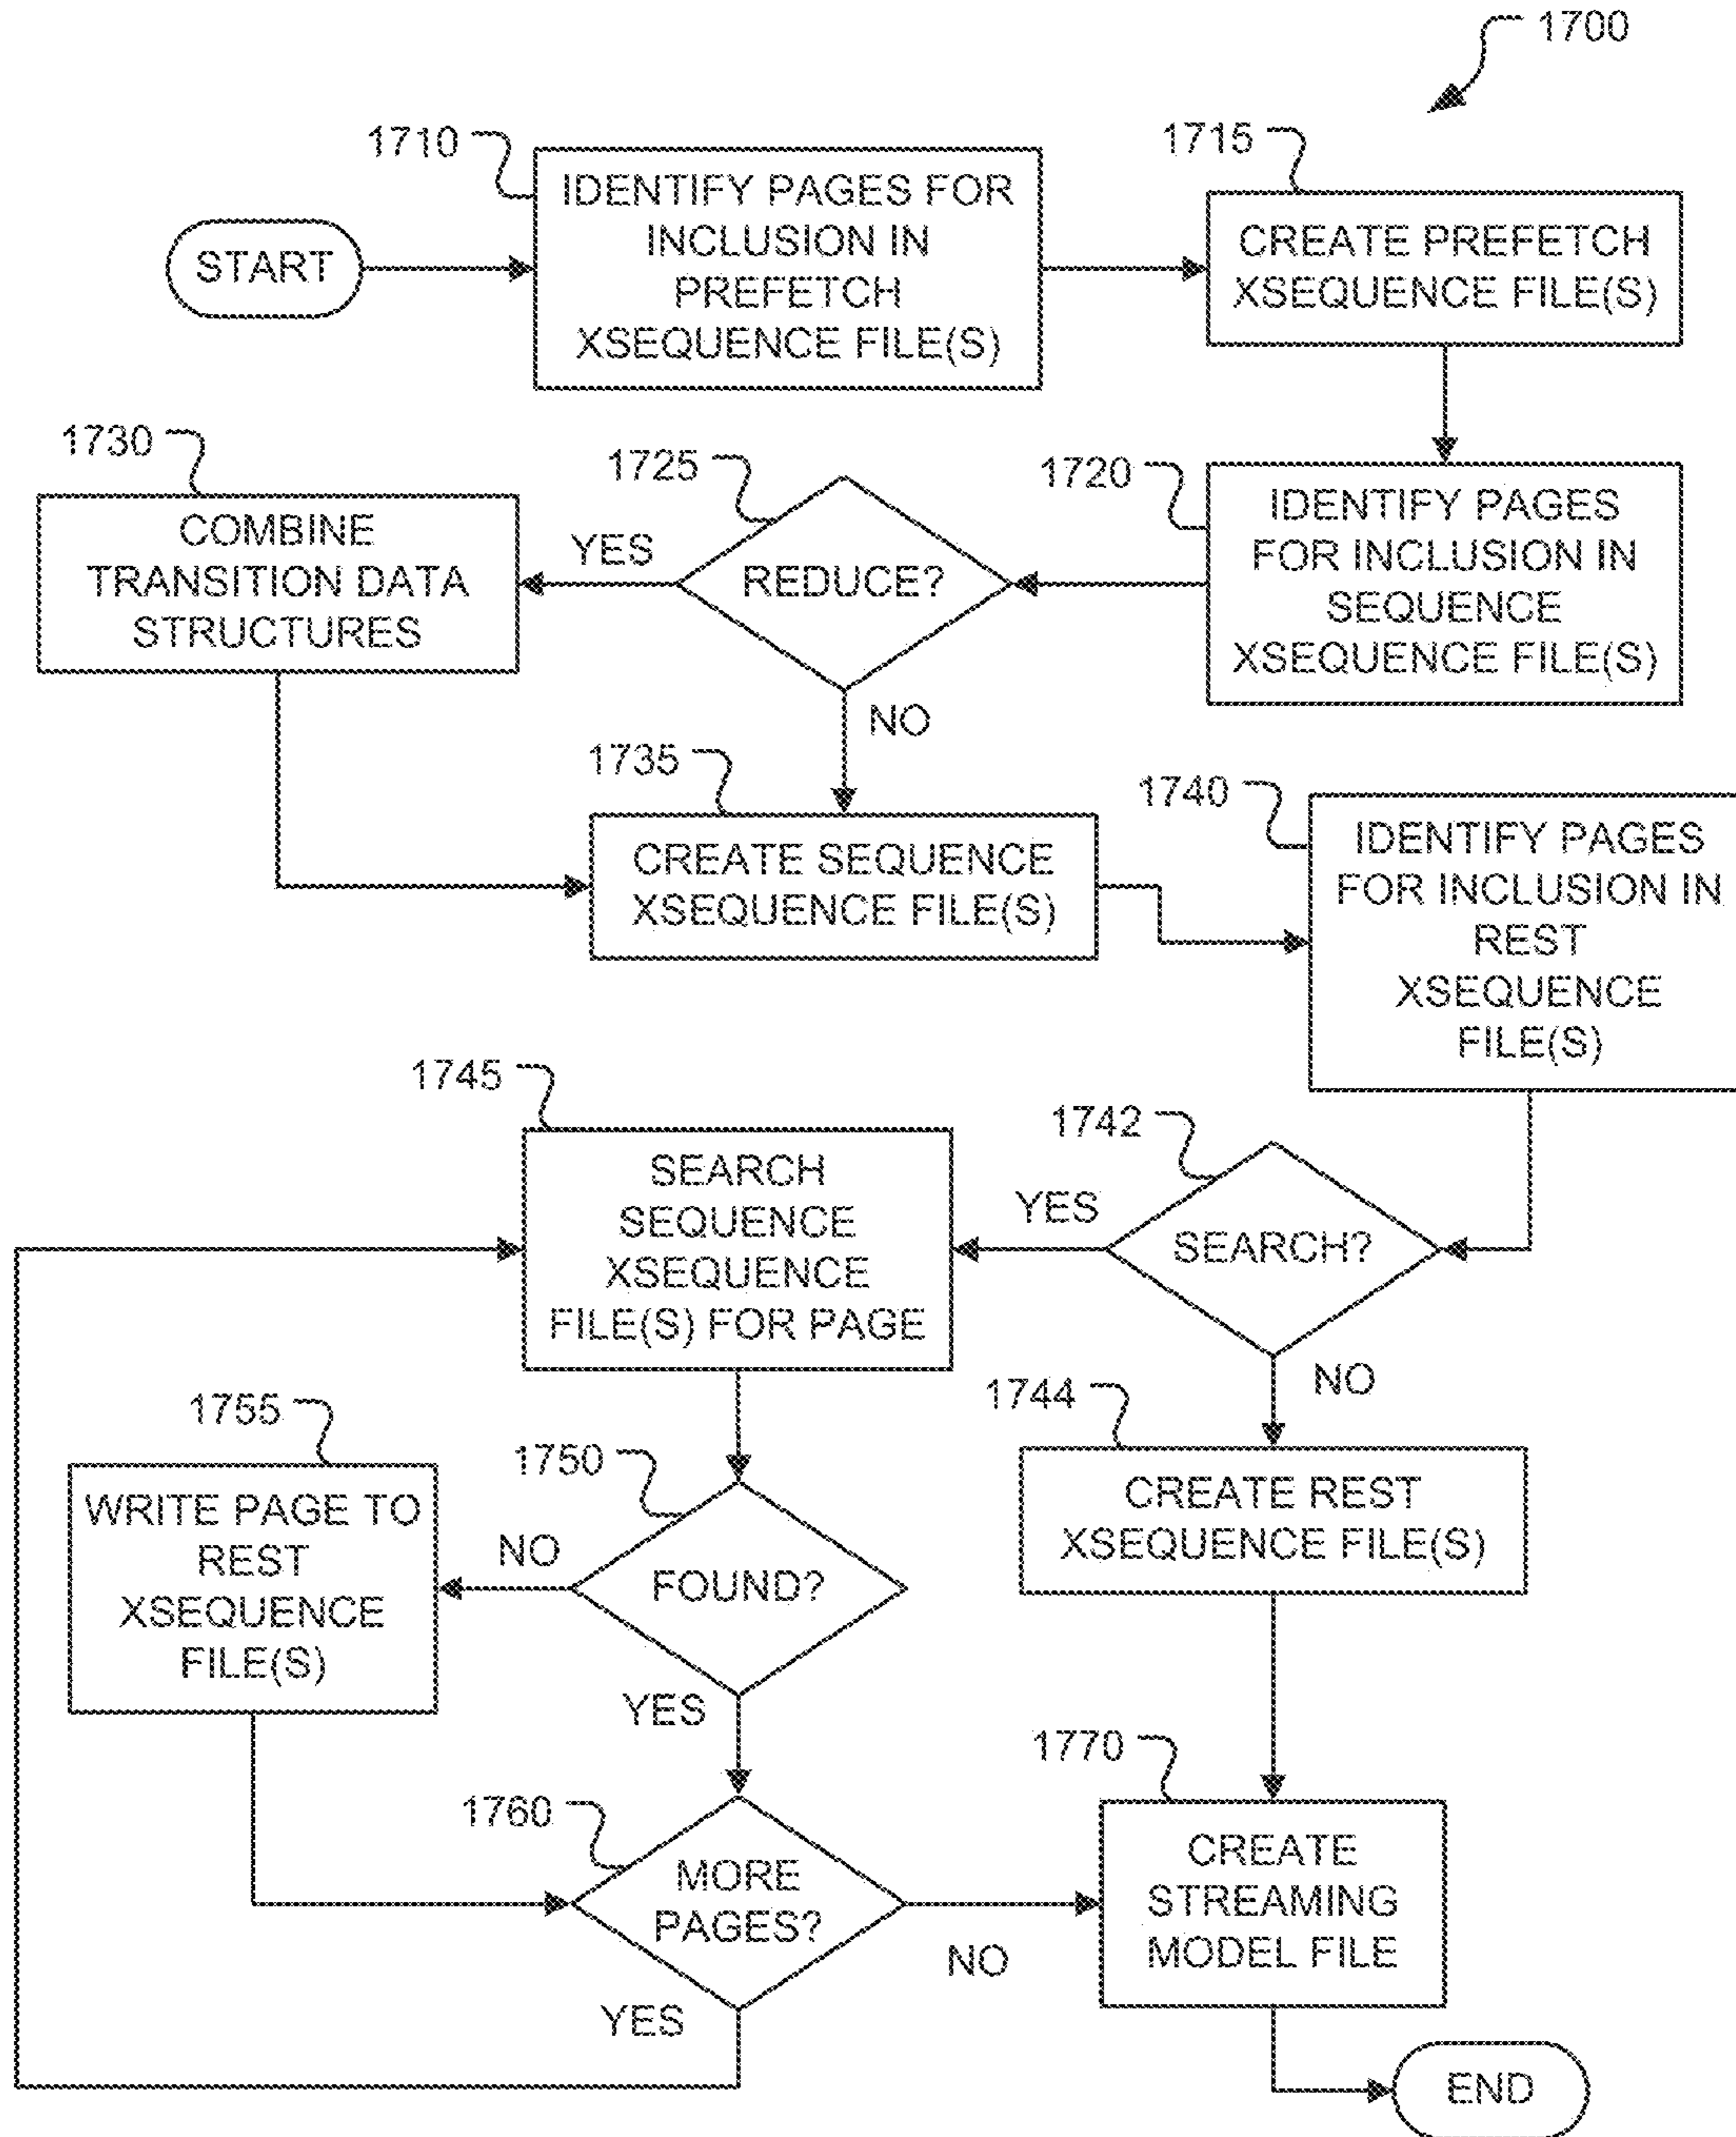 1700
1710
IDENTIFY PAGES FOR
INCLUSION IN
PREFETCH
XSEQUENCE FILE(S)
1715
CREATE PREFETCH
XSEQUENCE FILE(S)
START
1730
COMBINE
TRANSITION DATA
STRUCTURES
YES
1725
REDUCE?
NO
1720
IDENTIFY PAGES
FOR INCLUSION IN
SEQUENCE
XSEQUENCE FILE(S)
1735
CREATE SEQUENCE
XSEQUENCE FILE(S)
1740
IDENTIFY PAGES
FOR INCLUSION IN
REST
XSEQUENCE
FILE(S)
1745
SEARCH
SEQUENCE
XSEQUENCE
FILE(S) FOR PAGE
YES
1742
SEARCH?
NO
1744
CREATE REST
XSEQUENCE FILE(S)
1755
WRITE PAGE TO
REST
XSEQUENCE
FILE(S)
NO
1750
FOUND?
YES
1760
MORE
PAGES?
NO
YES
1770
CREATE
STREAMING
MODEL FILE
END